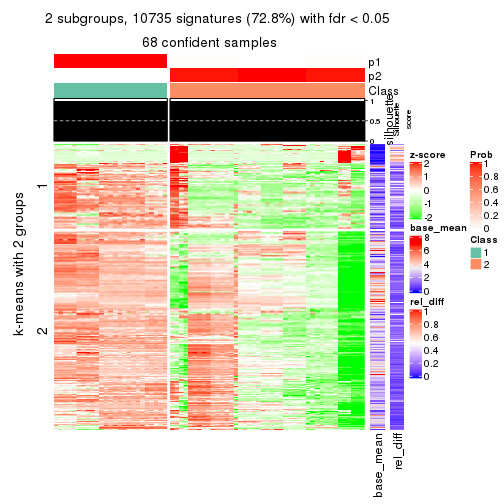 2 subgroups, 10735 signatures (72.8%) with fdr < 0.05
68 confident samples
p1
p2
Class
silhouette
Silhouette
score
1
0.5
0
k-means with 2 groups
1
2
base_mean
rel_diff
z-score
2
1
0
-1
-2
base_mean
8
6
4
2
0
rel_diff
1
0.8
0.6
0.4
0.2
0
Prob
1
0.8
0.6
0.4
0.2
0
Class
1
2